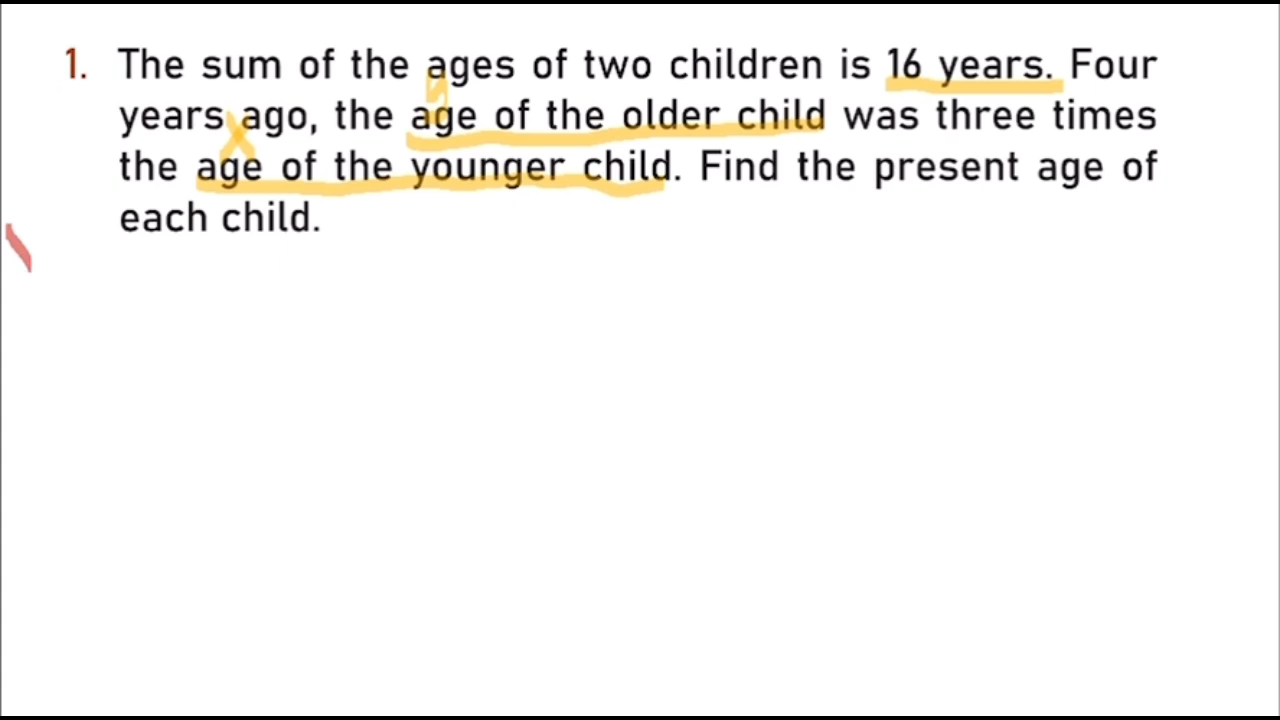 1. The sum of the ages of two children is 16 years. Four
years ago, the age of the older child was three times
the age of the younger child. Find the present age of
each child.